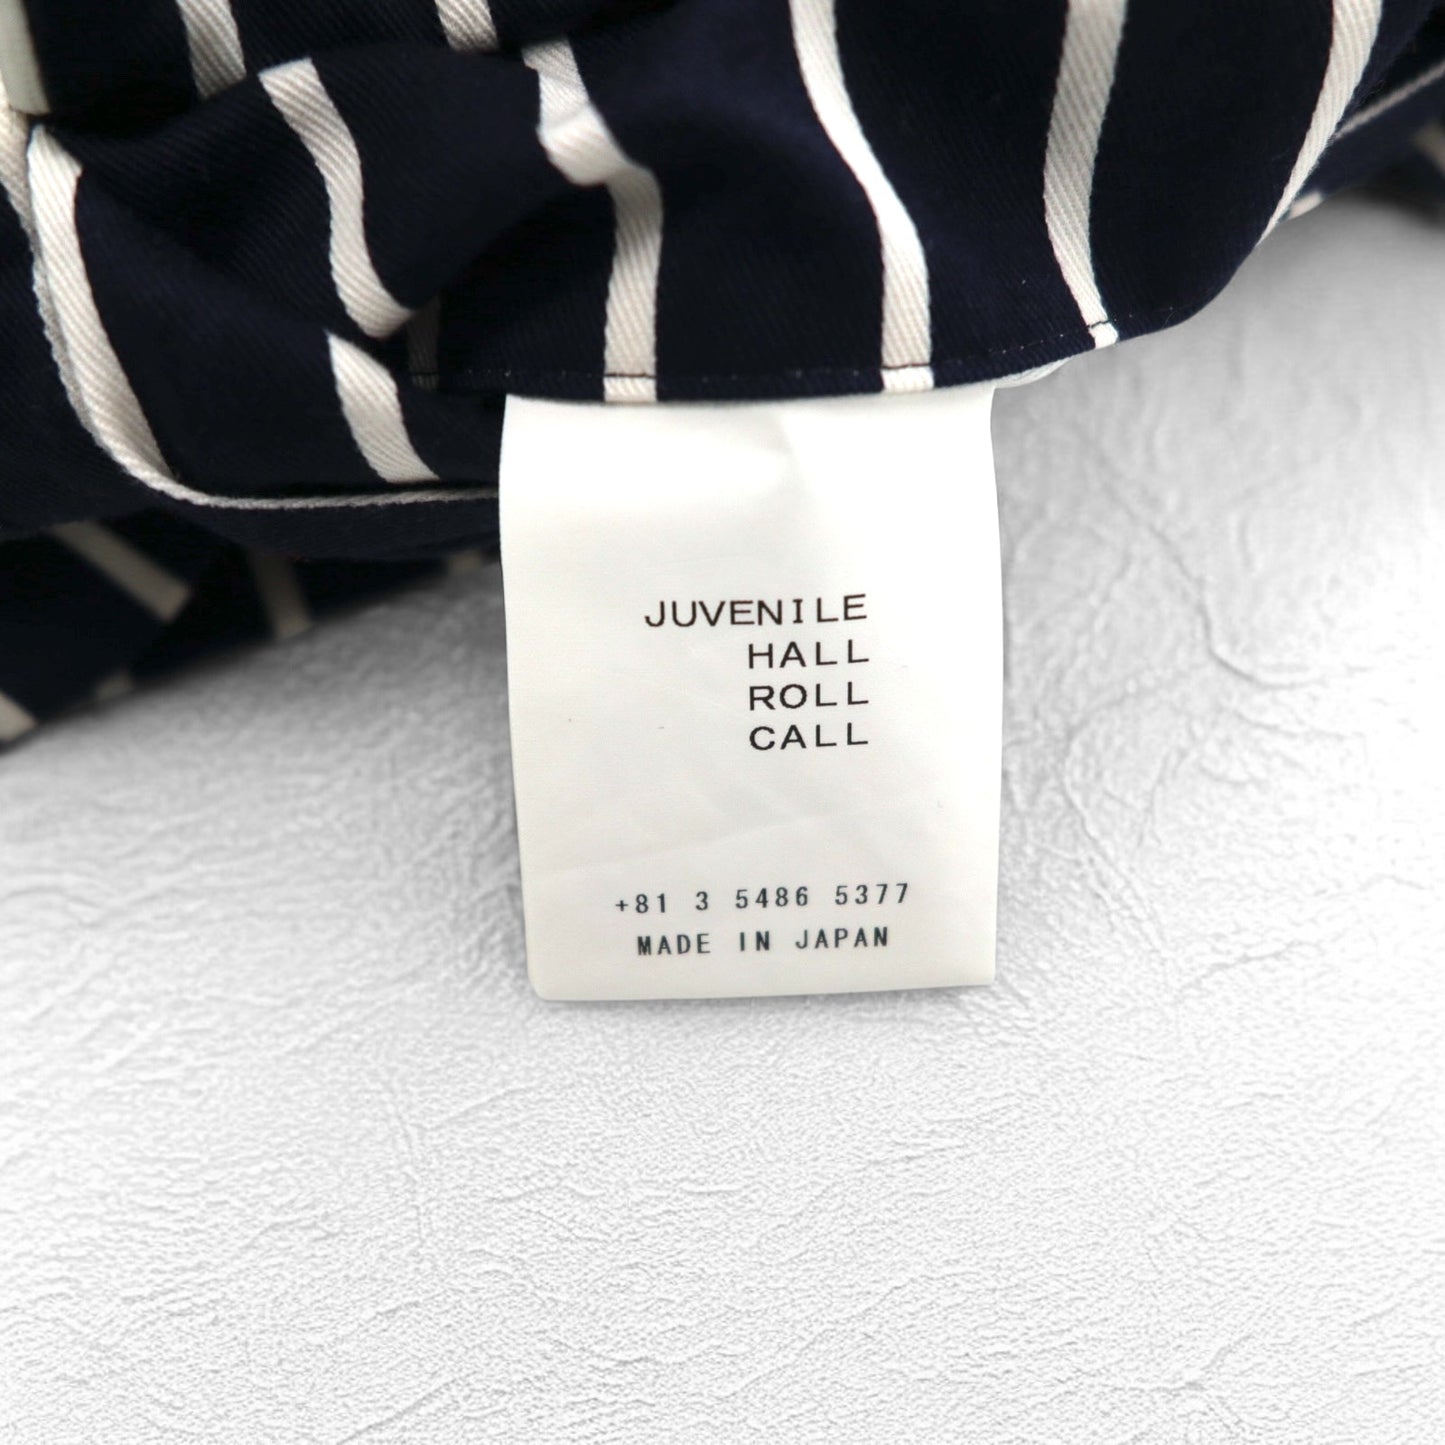 JUVENILE
HALL
ROLL
CALL
+81 3 5486 5377
MADE IN JAPAN